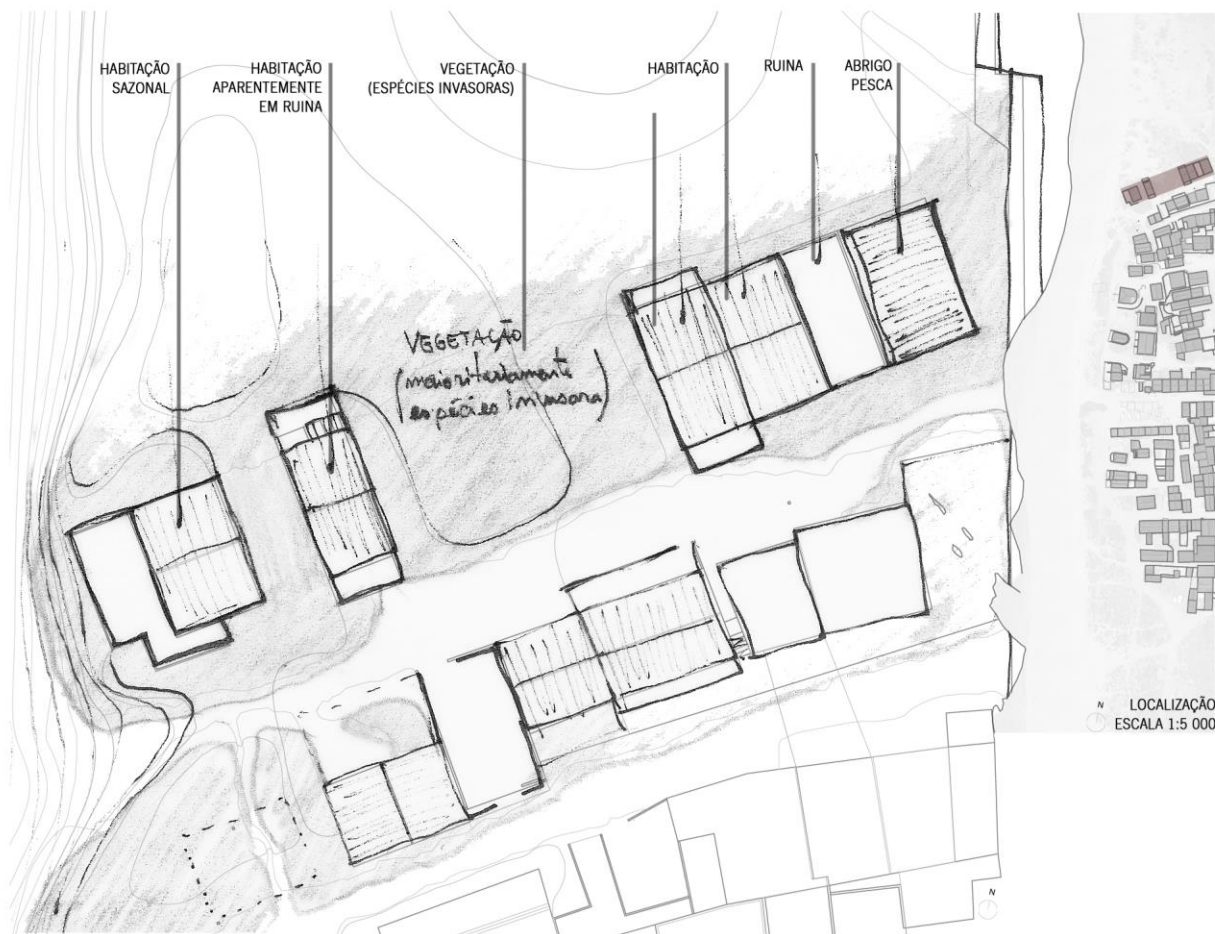 HABITAÇÃO
SAZONAL
HABITAÇÃO
APARENTEMENTE
EM RUINA
VEGETAÇÃO
(ESPÉCIES INVASORAS)
HABITAÇÃO
RUINA
ABRIGO
PESCA
VEGETAÇÃO
(maioritariamente
espécies Invasora)
N
LOCALIZAÇÃO
ESCALA 1:5 000
N